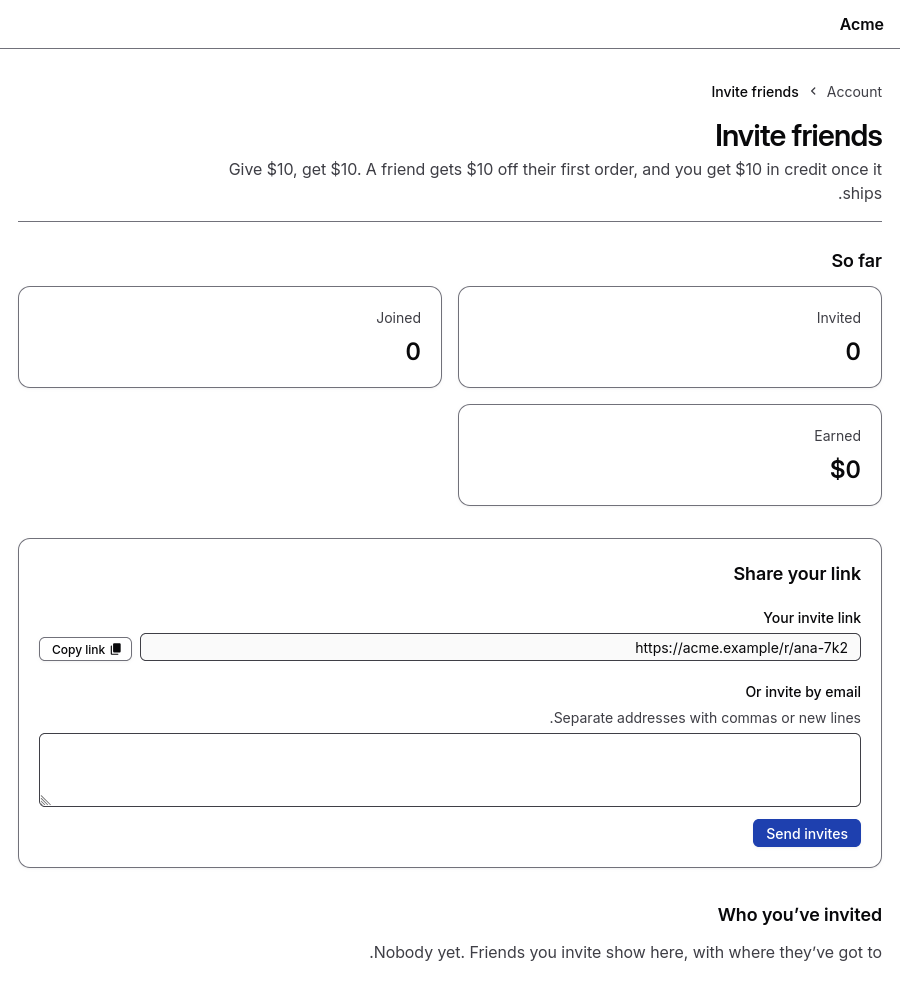 Acme
Account
Invite friends
Invite friends
Give $10, get $10. A friend gets $10 off their first order, and you get $10 in credit once it
ships.
So far
Invited
0
Joined
0
Earned
$0
Share your link
Your invite link
https://acme.example/r/ana-7k2
Copy link
Or invite by email
Separate addresses with commas or new lines.
Send invites
Who you’ve invited
Nobody yet. Friends you invite show here, with where they’ve got to.